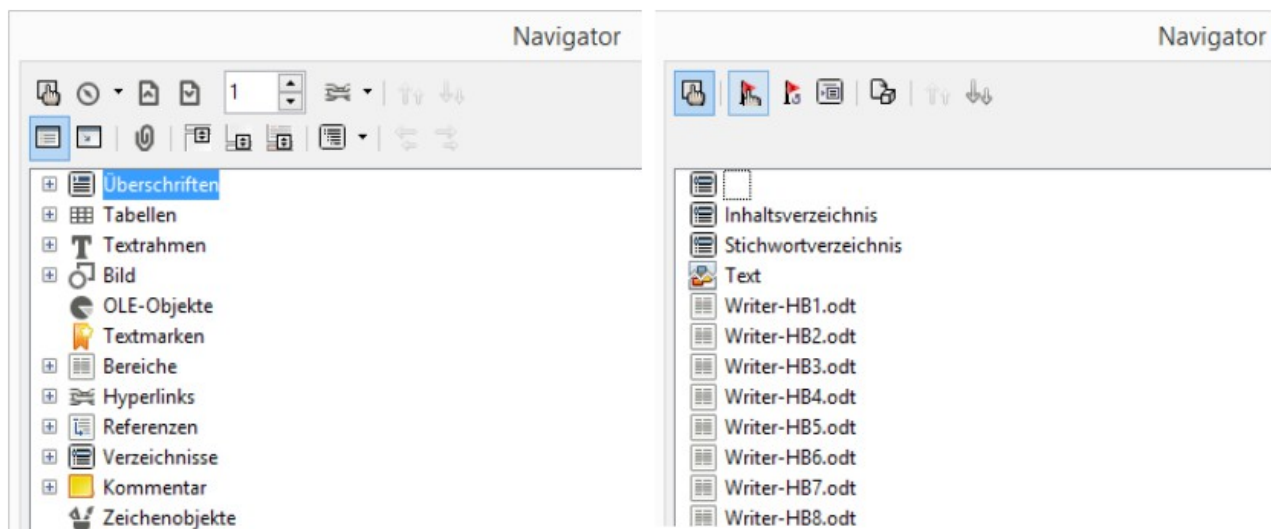 Navigator
1
Überschriften
Tabellen
Textrahmen
Bild
OLE-Objekte
Textmarken
Bereiche
Hyperlinks
Referenzen
Verzeichnisse
Kommentar
Zeichenobjekte
Navigator
Inhaltsverzeichnis
Stichwortverzeichnis
Text
Writer-HB1.odt
Writer-HB2.odt
Writer-HB3.odt
Writer-HB4.odt
Writer-HB5.odt
Writer-HB6.odt
Writer-HB7.odt
Writer-HB8.odt